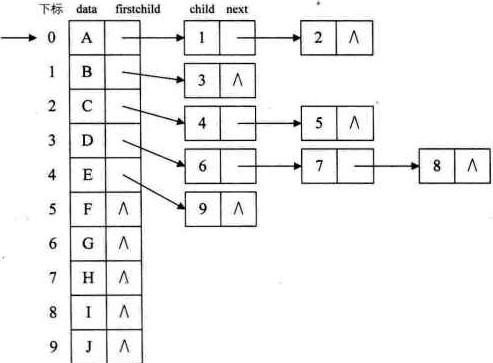 下标 data firstchild child next
0 A 1 2 ∧
1 B 3 ∧
2 C 4 5 ∧
3 D 6 7 8 ∧
4 E 9 ∧
5 F ∧
6 G ∧
7 H ∧
8 I ∧
9 J ∧